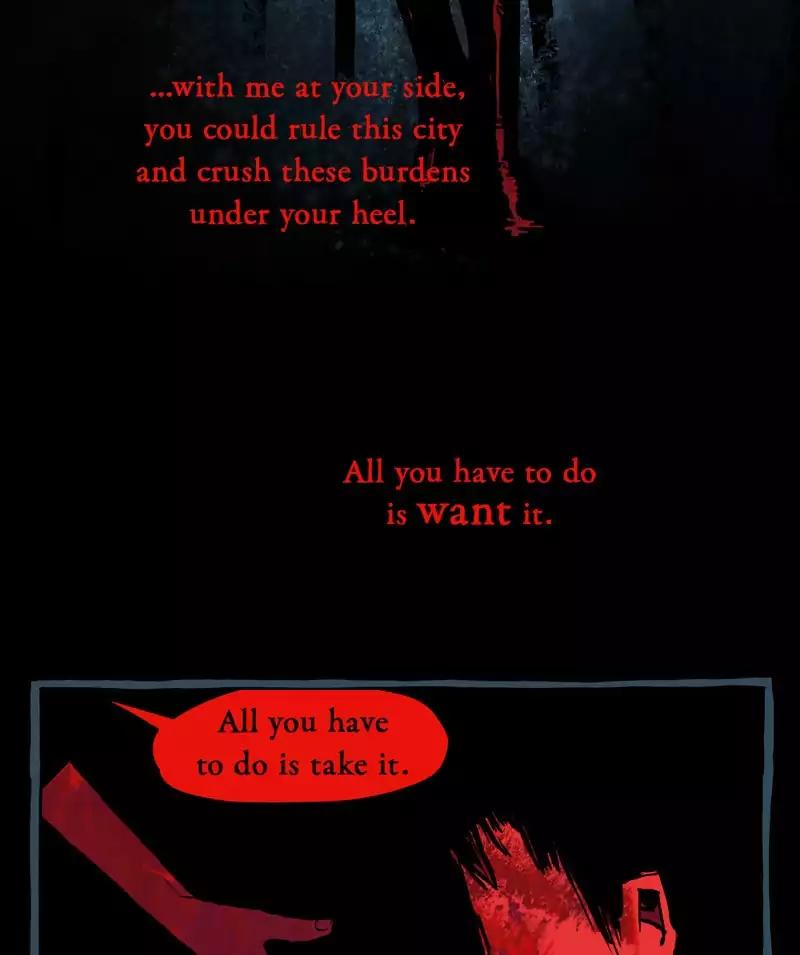 ...with me at your side,
you could rule this city
and crush these burdens
under your heel.
All you have to do
is want it.
All you have
to do is take it.